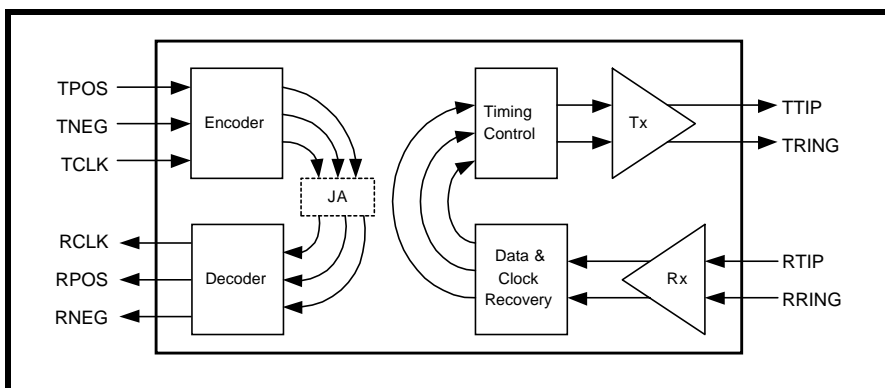 TPOS
TNEG
TCLK
Encoder
JA
RCLK
RPOS
RNEG
Decoder
Timing
Control
Tx
TTIP
TRING
Data &
Clock
Recovery
Rx
RTIP
RRING